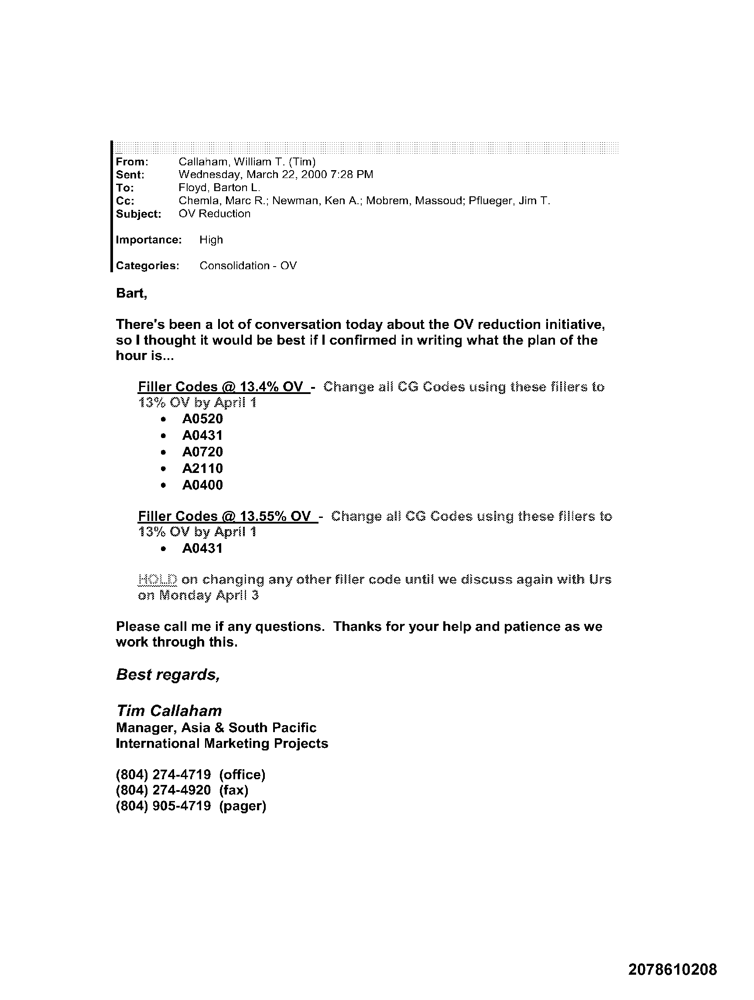 From: Callaham, William T. (Tim)
Sent: Wednesday, March 22, 2000 7:28 PM
To: Floyd, Barton L.
Cc: Chemla, Marc R.; Newman, Ken A.; Mobrem, Massoud; Pflueger, Jim T.
Subject: OV Reduction
Importance: High
Categories: Consolidation - OV
Bart,
There's been a lot of conversation today about the OV reduction initiative,
so I thought it would be best if I confirmed in writing what the plan of the
hour is...
Filler Codes @ 13.4% OV - Change all CG Codes using these fillers to
13% OV by April 1
• A0520
• A0431
• A0720
• A2110
• A0400
Filler Codes @ 13.55% OV - Change all CG Codes using these fillers to
13% OV by April 1
• A0431
HOLD on changing any other filler code until we discuss again with Urs
on Monday April 3
Please call me if any questions. Thanks for your help and patience as we
work through this.
Best regards,
Tim Callaham
Manager, Asia & South Pacific
International Marketing Projects
(804) 274-4719 (office)
(804) 274-4920 (fax)
(804) 905-4719 (pager)
2078610208